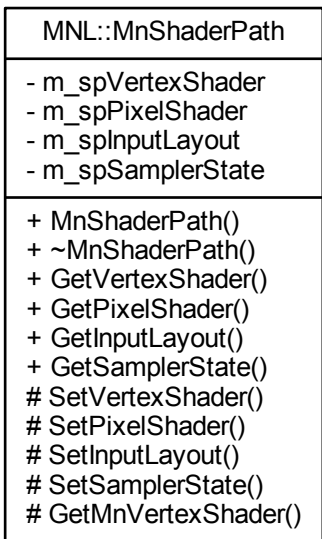 MNL::MnShaderPath
- m_spVertexShader
- m_spPixelShader
- m_spInputLayout
- m_spSamplerState
+ MnShaderPath()
+ ~MnShaderPath()
+ GetVertexShader()
+ GetPixelShader()
+ GetInputLayout()
+ GetSamplerState()
# SetVertexShader()
# SetPixelShader()
# SetInputLayout()
# SetSamplerState()
# GetMnVertexShader()